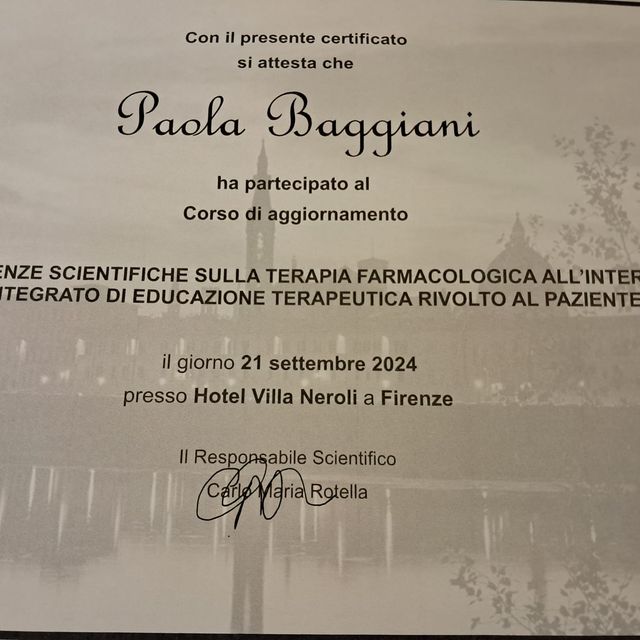 Con il presente certificato
si attesta che
Paola Baggiani
ha partecipato al
Corso di aggiornamento
ENZE SCIENTIFICHE SULLA TERAPIA FARMACOLOGICA ALL'INTER
NTEGRATO DI EDUCAZIONE TERAPEUTICA RIVOLTO AL PAZIENTE
il giorno 21 settembre 2024
presso Hotel Villa Neroli a Firenze
Il Responsabile Scientifico
Carlo Maria Rotella